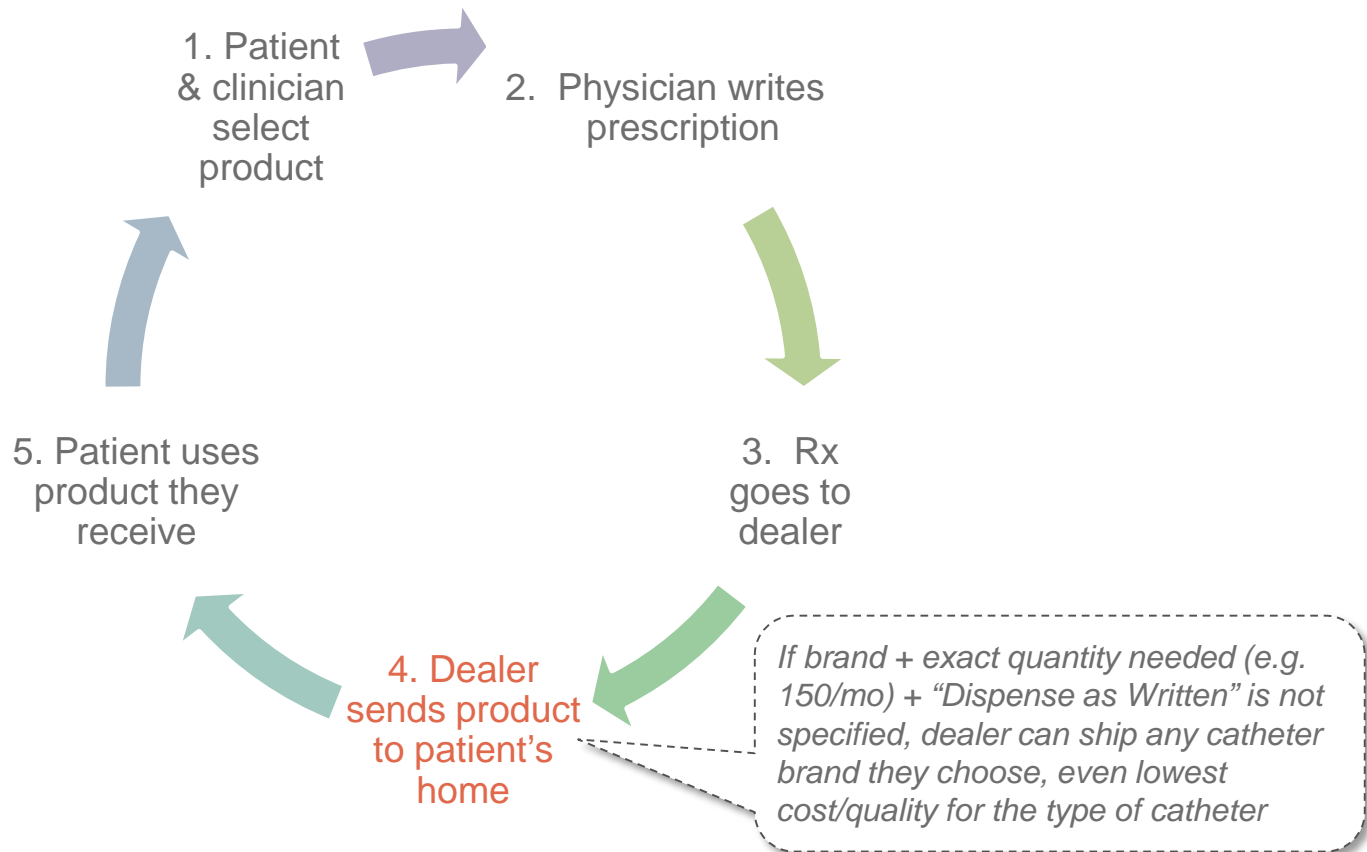 1. Patient
& clinician
select
product
2. Physician writes
prescription
3. Rx
goes to
dealer
4. Dealer
sends product
to patient’s
home
If brand + exact quantity needed (e.g.
150/mo) + “Dispense as Written” is not
specified, dealer can ship any catheter
brand they choose, even lowest
cost/quality for the type of catheter
5. Patient uses
product they
receive